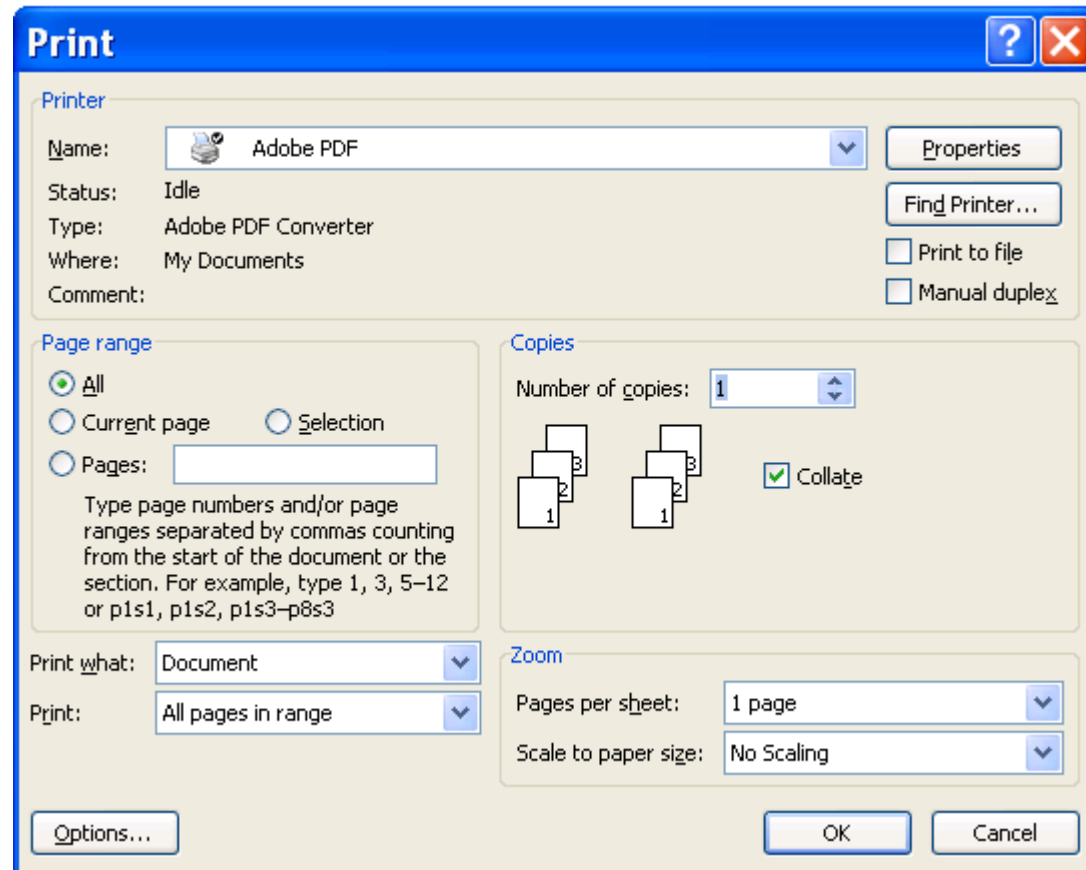 Print
Printer
Name: Adobe PDF Properties
Status: Idle Find Printer...
Type: Adobe PDF Converter
Where: My Documents Print to file
Comment: Manual duplex
Page range
All
Current page Selection
Pages:
Type page numbers and/or page
ranges separated by commas counting
from the start of the document or the
section. For example, type 1, 3, 5–12
or p1s1, p1s2, p1s3–p8s3
Copies
Number of copies: 1
3 3
2 2 Collate
1 1
Print what: Document
Print: All pages in range
Zoom
Pages per sheet: 1 page
Scale to paper size: No Scaling
Options... OK Cancel